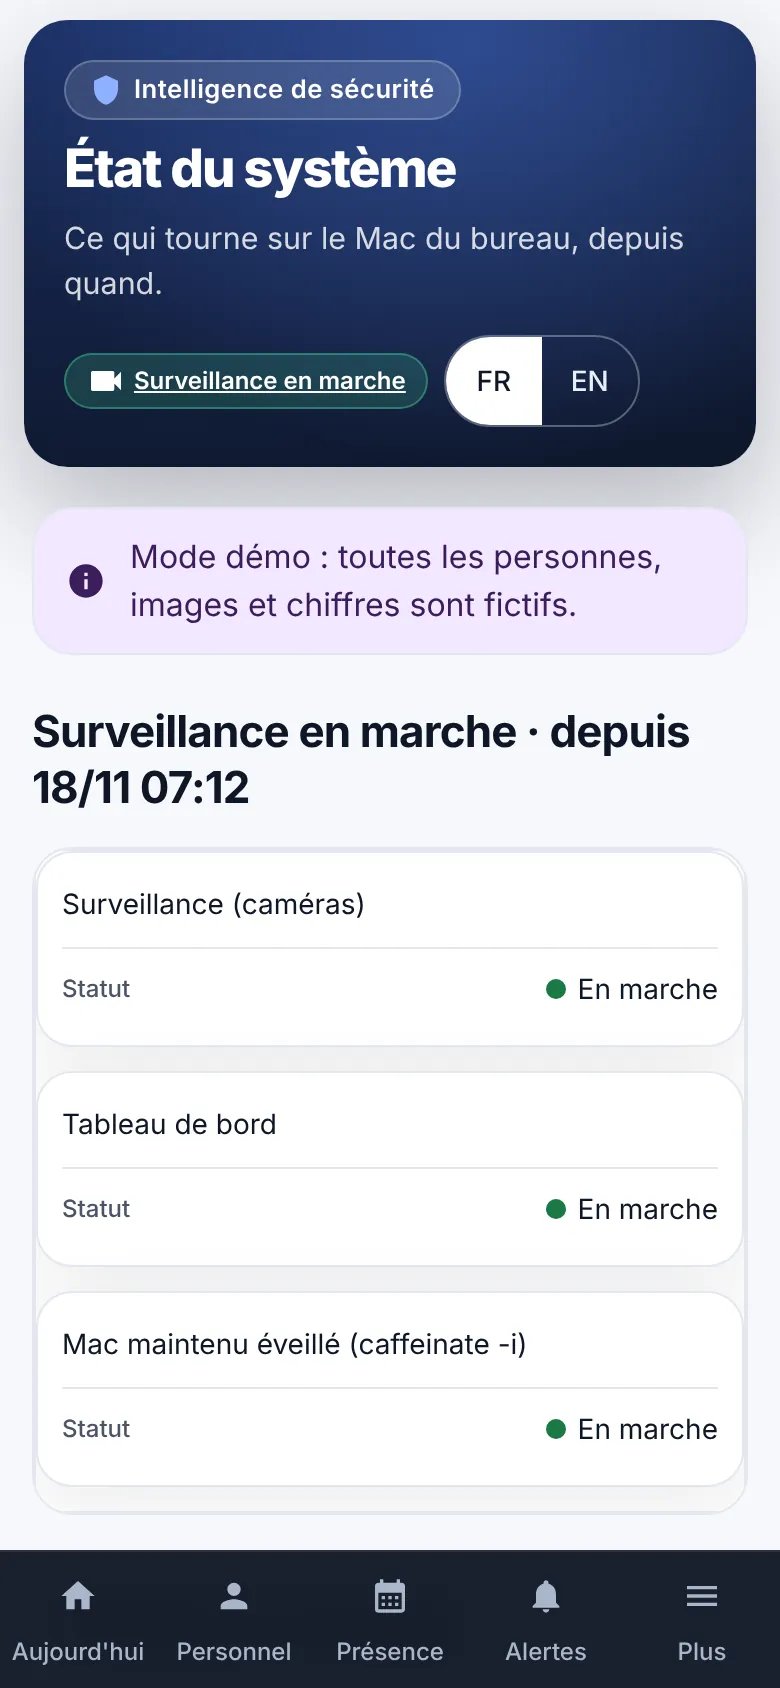 Intelligence de sécurité
État du système
Ce qui tourne sur le Mac du bureau, depuis
quand.
Surveillance en marche
FR
EN
Mode démo : toutes les personnes,
images et chiffres sont fictifs.
Surveillance en marche · depuis
18/11 07:12
Surveillance (caméras)
Statut
En marche
Tableau de bord
Statut
En marche
Mac maintenu éveillé (caffeinate -i)
Statut
En marche
Aujourd'hui
Personnel
Présence
Alertes
Plus